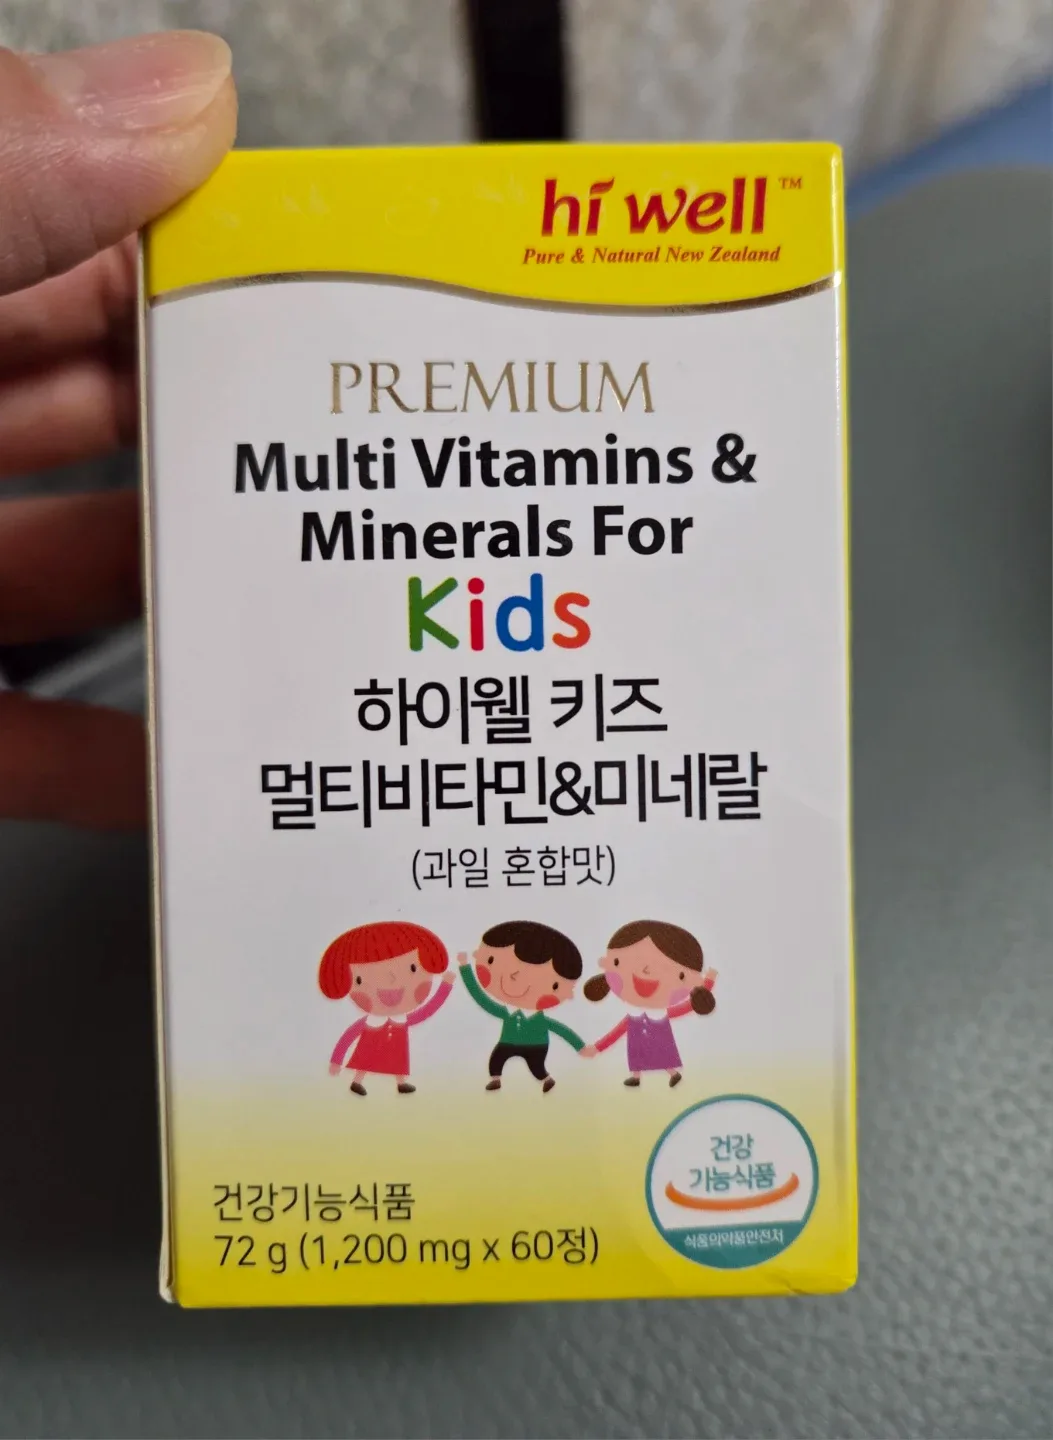 hi well™
Pure & Natural New Zealand
PREMIUM
Multi Vitamins &
Minerals For
Kids
하이웰 키즈
멀티비타민&미네랄
(과일 혼합맛)
건강
기능식품
식품의약품안전처
건강기능식품
72 g (1,200 mg x 60정)